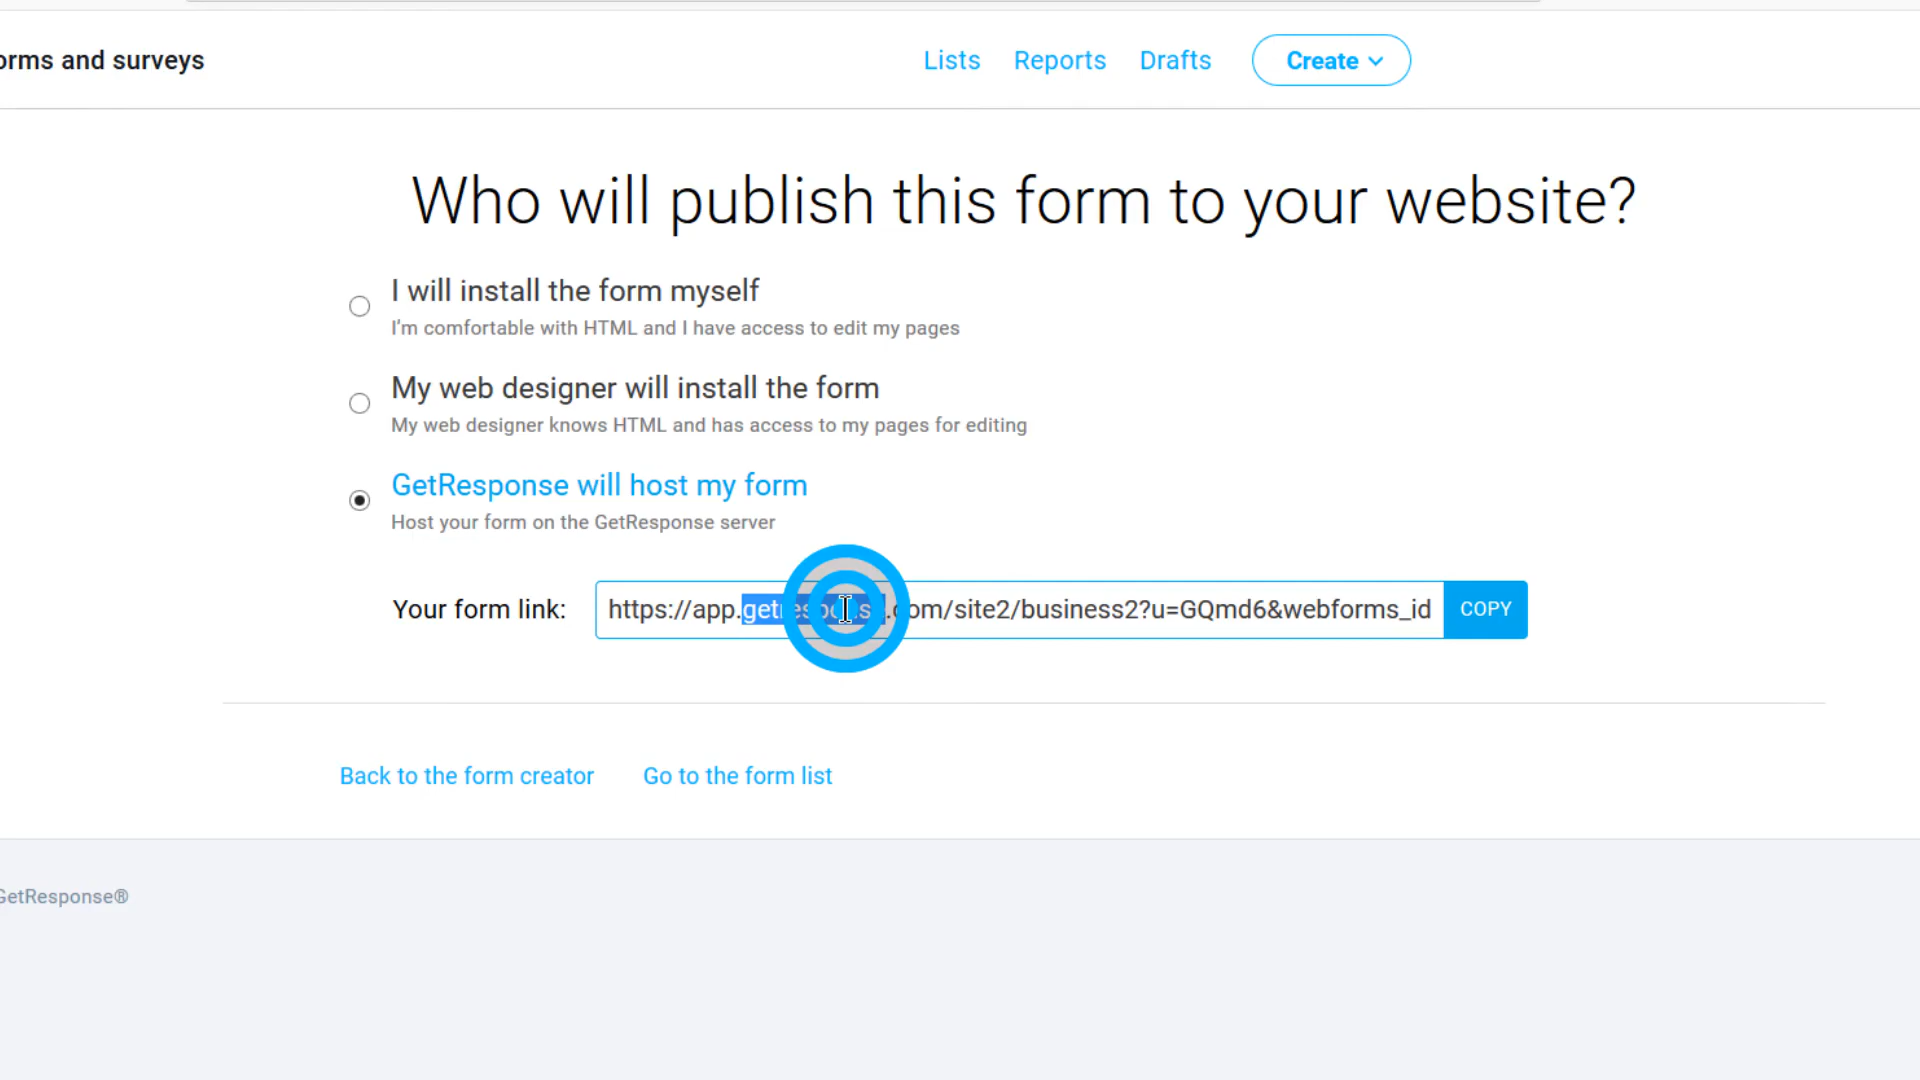 orms and surveys
Lists Reports Drafts Create
Who will publish this form to your website?
I will install the form myself
I'm comfortable with HTML and I have access to edit my pages
My web designer will install the form
My web designer knows HTML and has access to my pages for editing
GetResponse will host my form
Host your form on the GetResponse server
Your form link: https://app.getresponse.com/site2/business2?u=GQmd6&webforms_id COPY
Back to the form creator Go to the form list
GetResponse®